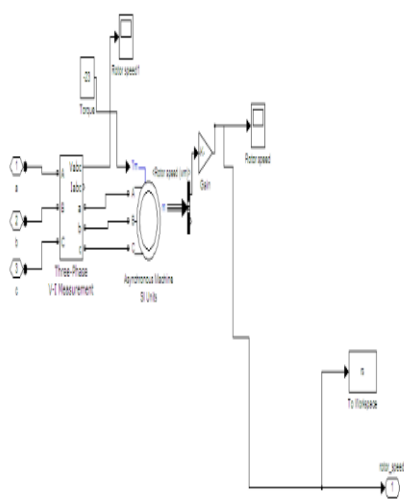 Rotor speed1
-20
Torque
Tm
<Rotor speed (wm)>
Rotor speed
Gain
1
a
2
b
3
c
A
B
C
Vabc
Iabc
a
b
c
A
B
C
m
Three-Phase
V-I Measurement
Asynchronous Machine
SI Units
To Workspace
rotor_speed
1